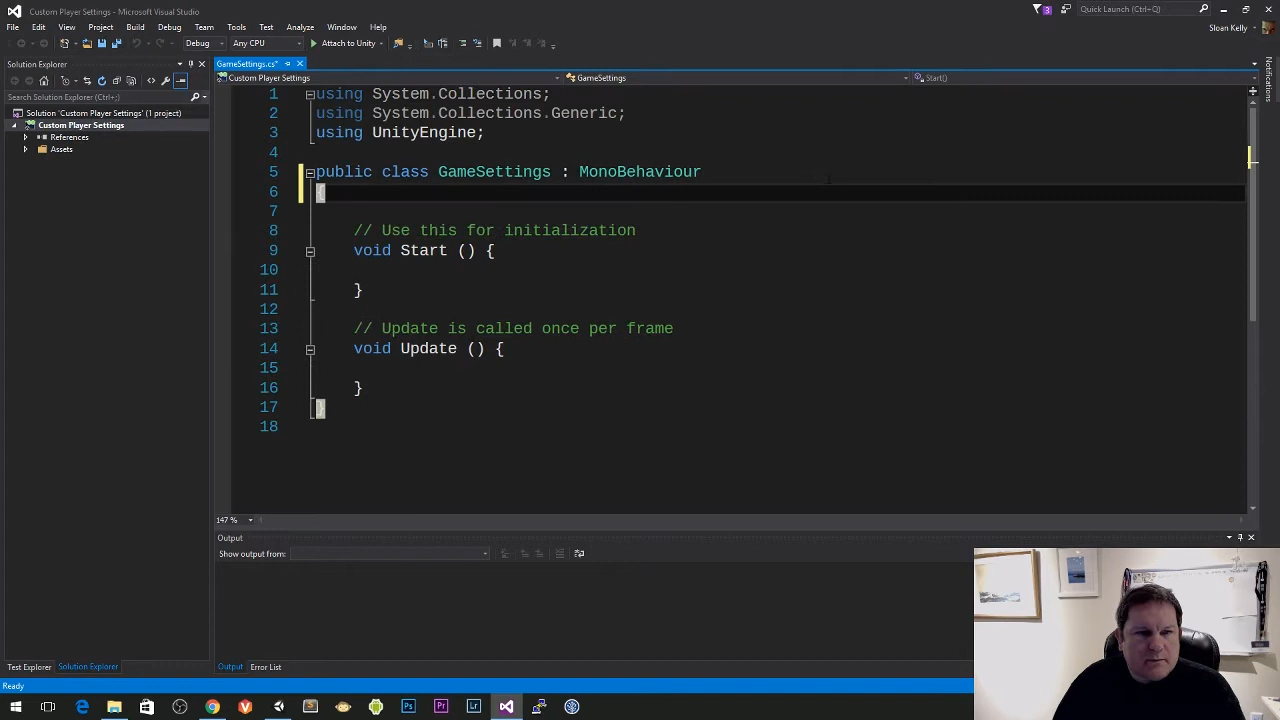 Custom Player Settings - Microsoft Visual Studio
3
Quick Launch (Ctrl+Q)
File Edit View Project Build Debug Team Tools Test Analyze Window Help
Sloan Kelly
Debug Any CPU Attach to Unity
Solution Explorer
GameSettings.cs*
Notifications
Custom Player Settings GameSettings Start()
Search Solution Explorer (Ctrl+;)
Solution 'Custom Player Settings' (1 project)
Custom Player Settings
References
Assets
1 using System.Collections;
2 using System.Collections.Generic;
3 using UnityEngine;
4
5 public class GameSettings : MonoBehaviour
6 {
7
8 // Use this for initialization
9 void Start () {
10
11 }
12
13 // Update is called once per frame
14 void Update () {
15
16 }
17 }
18
147 %
Output
Show output from:
Test Explorer Solution Explorer
Output Error List
Ready
Ps Pr Lr